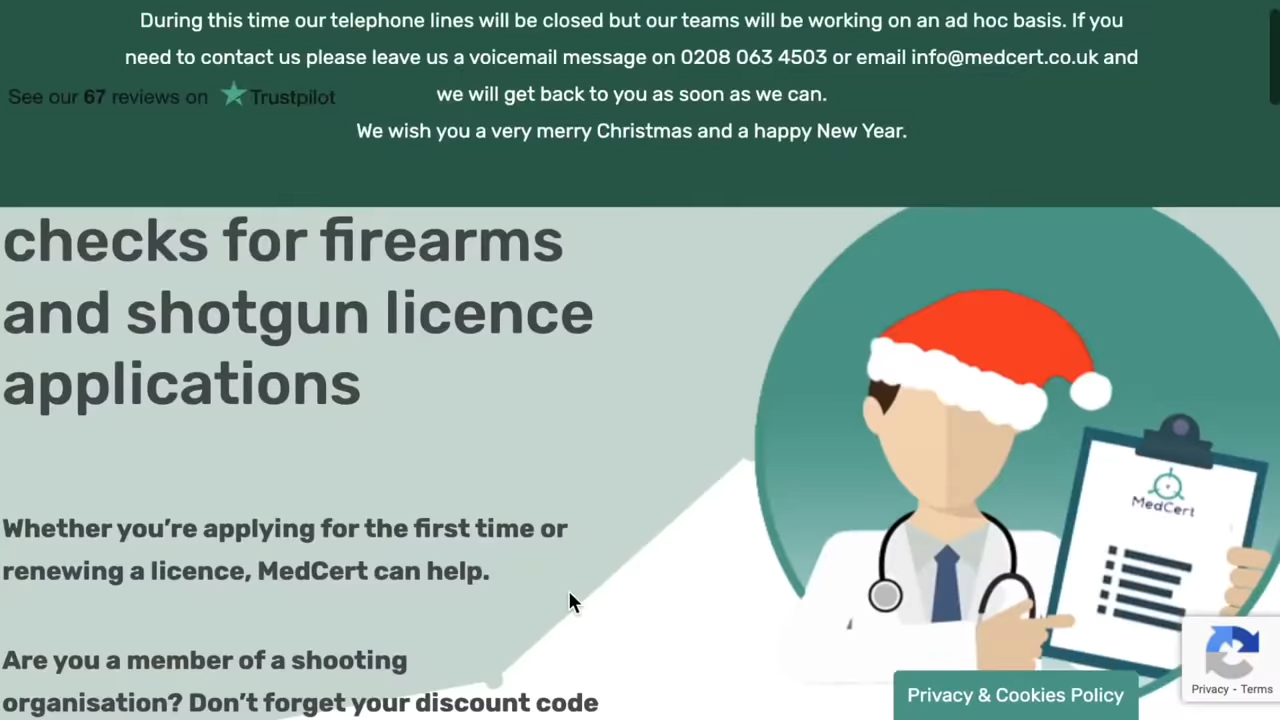 During this time our telephone lines will be closed but our teams will be working on an ad hoc basis. If you
need to contact us please leave us a voicemail message on 0208 063 4503 or email info@medcert.co.uk and
we will get back to you as soon as we can.
We wish you a very merry Christmas and a happy New Year.
See our 67 reviews on Trustpilot
checks for firearms
and shotgun licence
applications
Whether you’re applying for the first time or
renewing a licence, MedCert can help.
Are you a member of a shooting
organisation? Don’t forget your discount code
MedCert
Privacy & Cookies Policy
Privacy - Terms